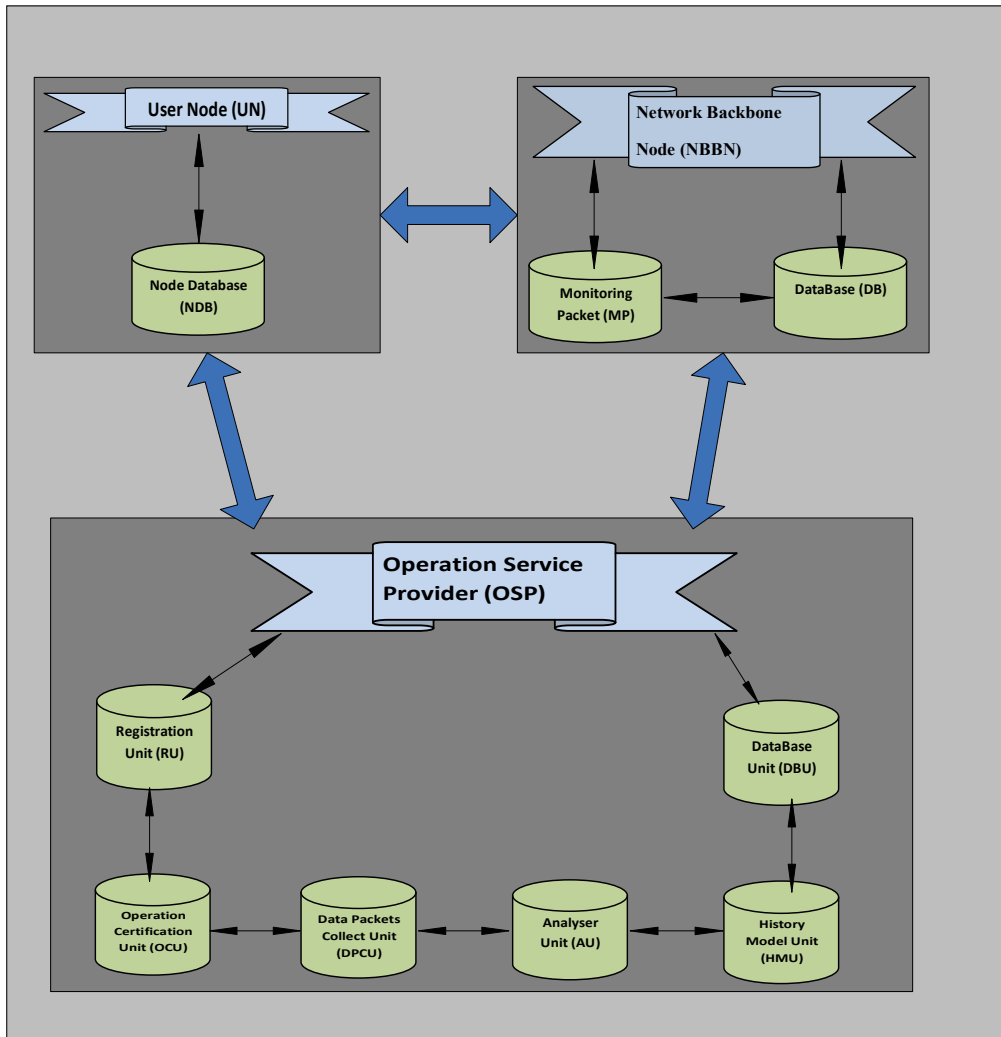 User Node (UN)
Network Backbone
Node (NBBN)
Node Database
(NDB)
Monitoring
Packet (MP)
DataBase (DB)
Operation Service
Provider (OSP)
Registration
Unit (RU)
DataBase
Unit (DBU)
Operation
Certification
Unit (OCU)
Data Packets
Collect Unit
(DPCU)
Analyser
Unit (AU)
History
Model Unit
(HMU)